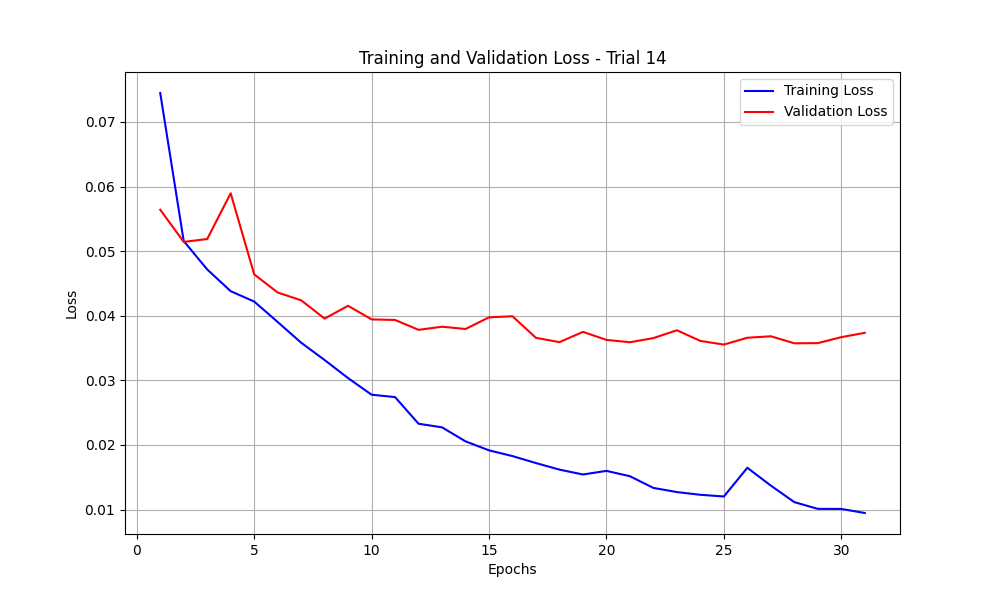 Training and Validation Loss - Trial 14
Training Loss
Validation Loss
0.07
0.06
0.05
0.04
0.03
0.02
0.01
Loss
0 5 10 15 20 25 30
Epochs